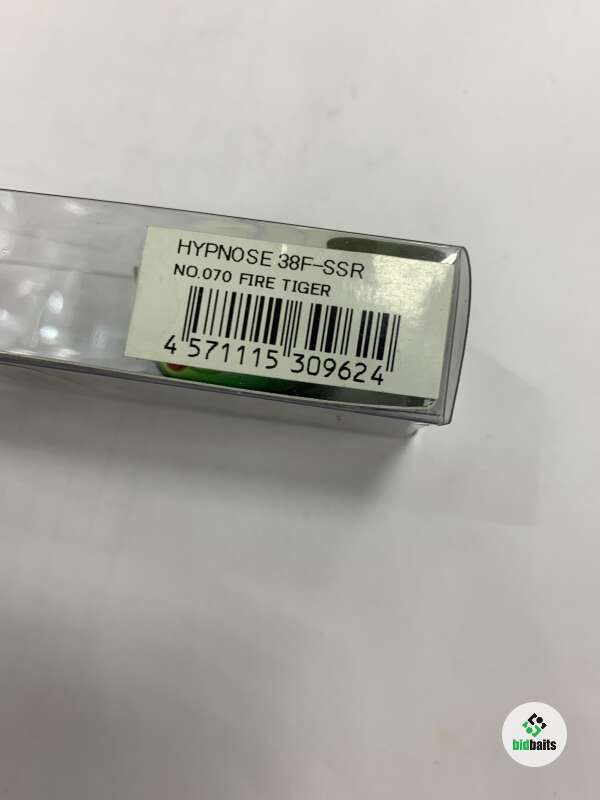 HYPNOSE 38F-SSR
NO.070 FIRE TIGER
4 571115 309624
bidbaits